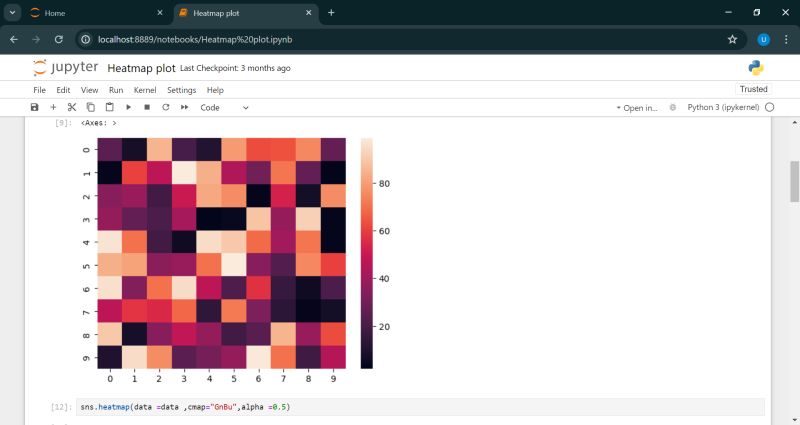 Home
Heatmap plot
localhost:8889/notebooks/Heatmap%20plot.ipynb
U
jupyter Heatmap plot Last Checkpoint: 3 months ago
File Edit View Run Kernel Settings Help
Trusted
Code
Open in...
Python 3 (ipykernel)
[9]: <Axes: >
0
1
2
3
4
5
6
7
8
9
80
60
40
20
0 1 2 3 4 5 6 7 8 9
[12]: sns.heatmap(data =data ,cmap="GnBu",alpha =0.5)